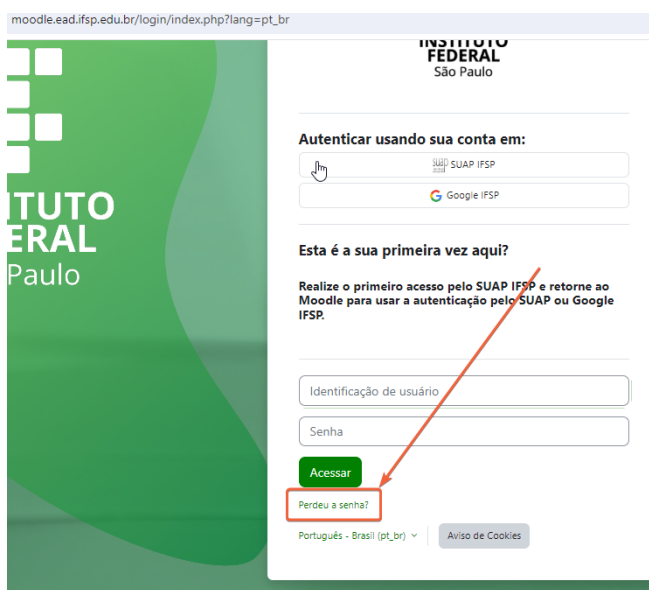 moodle.ead.ifsp.edu.br/login/index.php?lang=pt_br
INSTITUTO
FEDERAL
São Paulo
ITUTO
ERAL
Paulo
Autenticar usando sua conta em:
suap SUAP IFSP
G Google IFSP
Esta é a sua primeira vez aqui?
Realize o primeiro acesso pelo SUAP IFSP e retorne ao
Moodle para usar a autenticação pelo SUAP ou Google
IFSP.
Identificação de usuário
Senha
Acessar
Perdeu a senha?
Português - Brasil (pt_br)
Aviso de Cookies